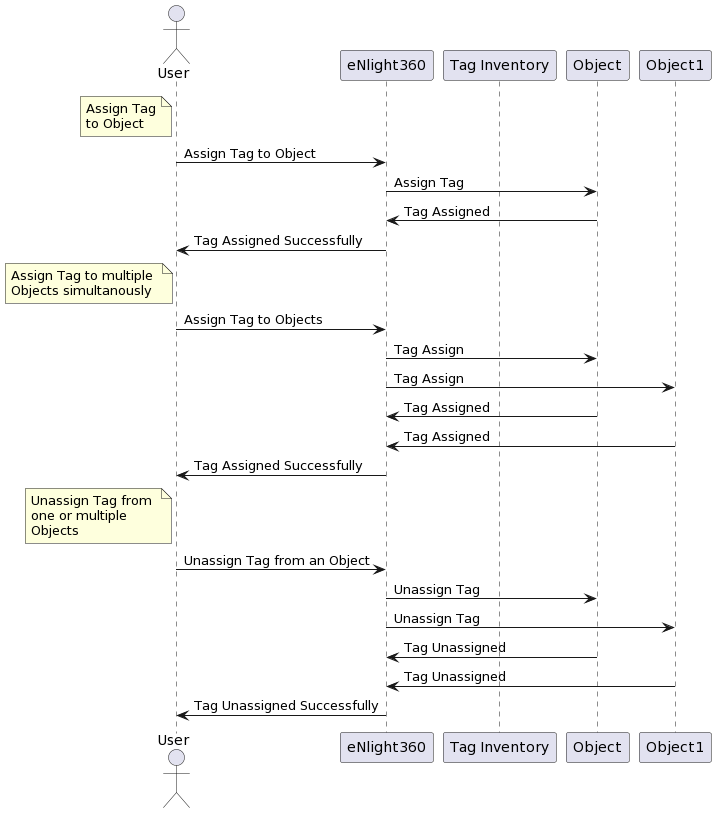 User
eNlight360
Tag Inventory
Object
Object1
Assign Tag
to Object
Assign Tag to Object
Assign Tag
Tag Assigned
Tag Assigned Successfully
Assign Tag to multiple
Objects simultanously
Assign Tag to Objects
Tag Assign
Tag Assign
Tag Assigned
Tag Assigned
Tag Assigned Successfully
Unassign Tag from
one or multiple
Objects
Unassign Tag from an Object
Unassign Tag
Unassign Tag
Tag Unassigned
Tag Unassigned
Tag Unassigned Successfully
User
eNlight360
Tag Inventory
Object
Object1